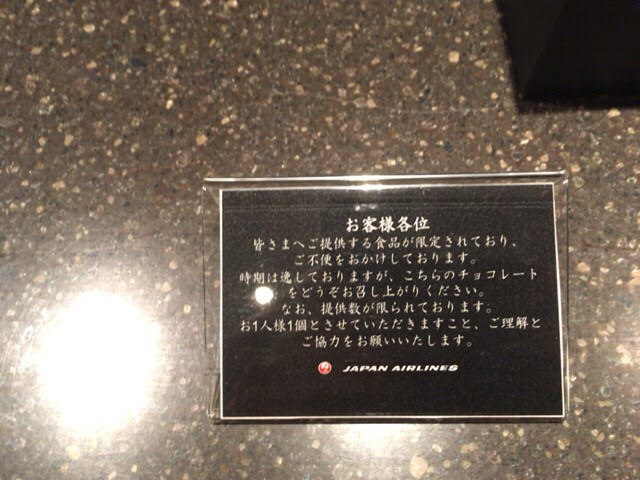 お客様各位
皆さまへご提供する食品が限定されており、
ご不便をおかけしております。
時期は逸しておりますが、こちらのチョコレート
をどうぞお召し上がりください。
なお、提供数が限られております。
お1人様1個とさせていただきますこと、ご理解と
ご協力をお願いいたします。
JAPAN AIRLINES